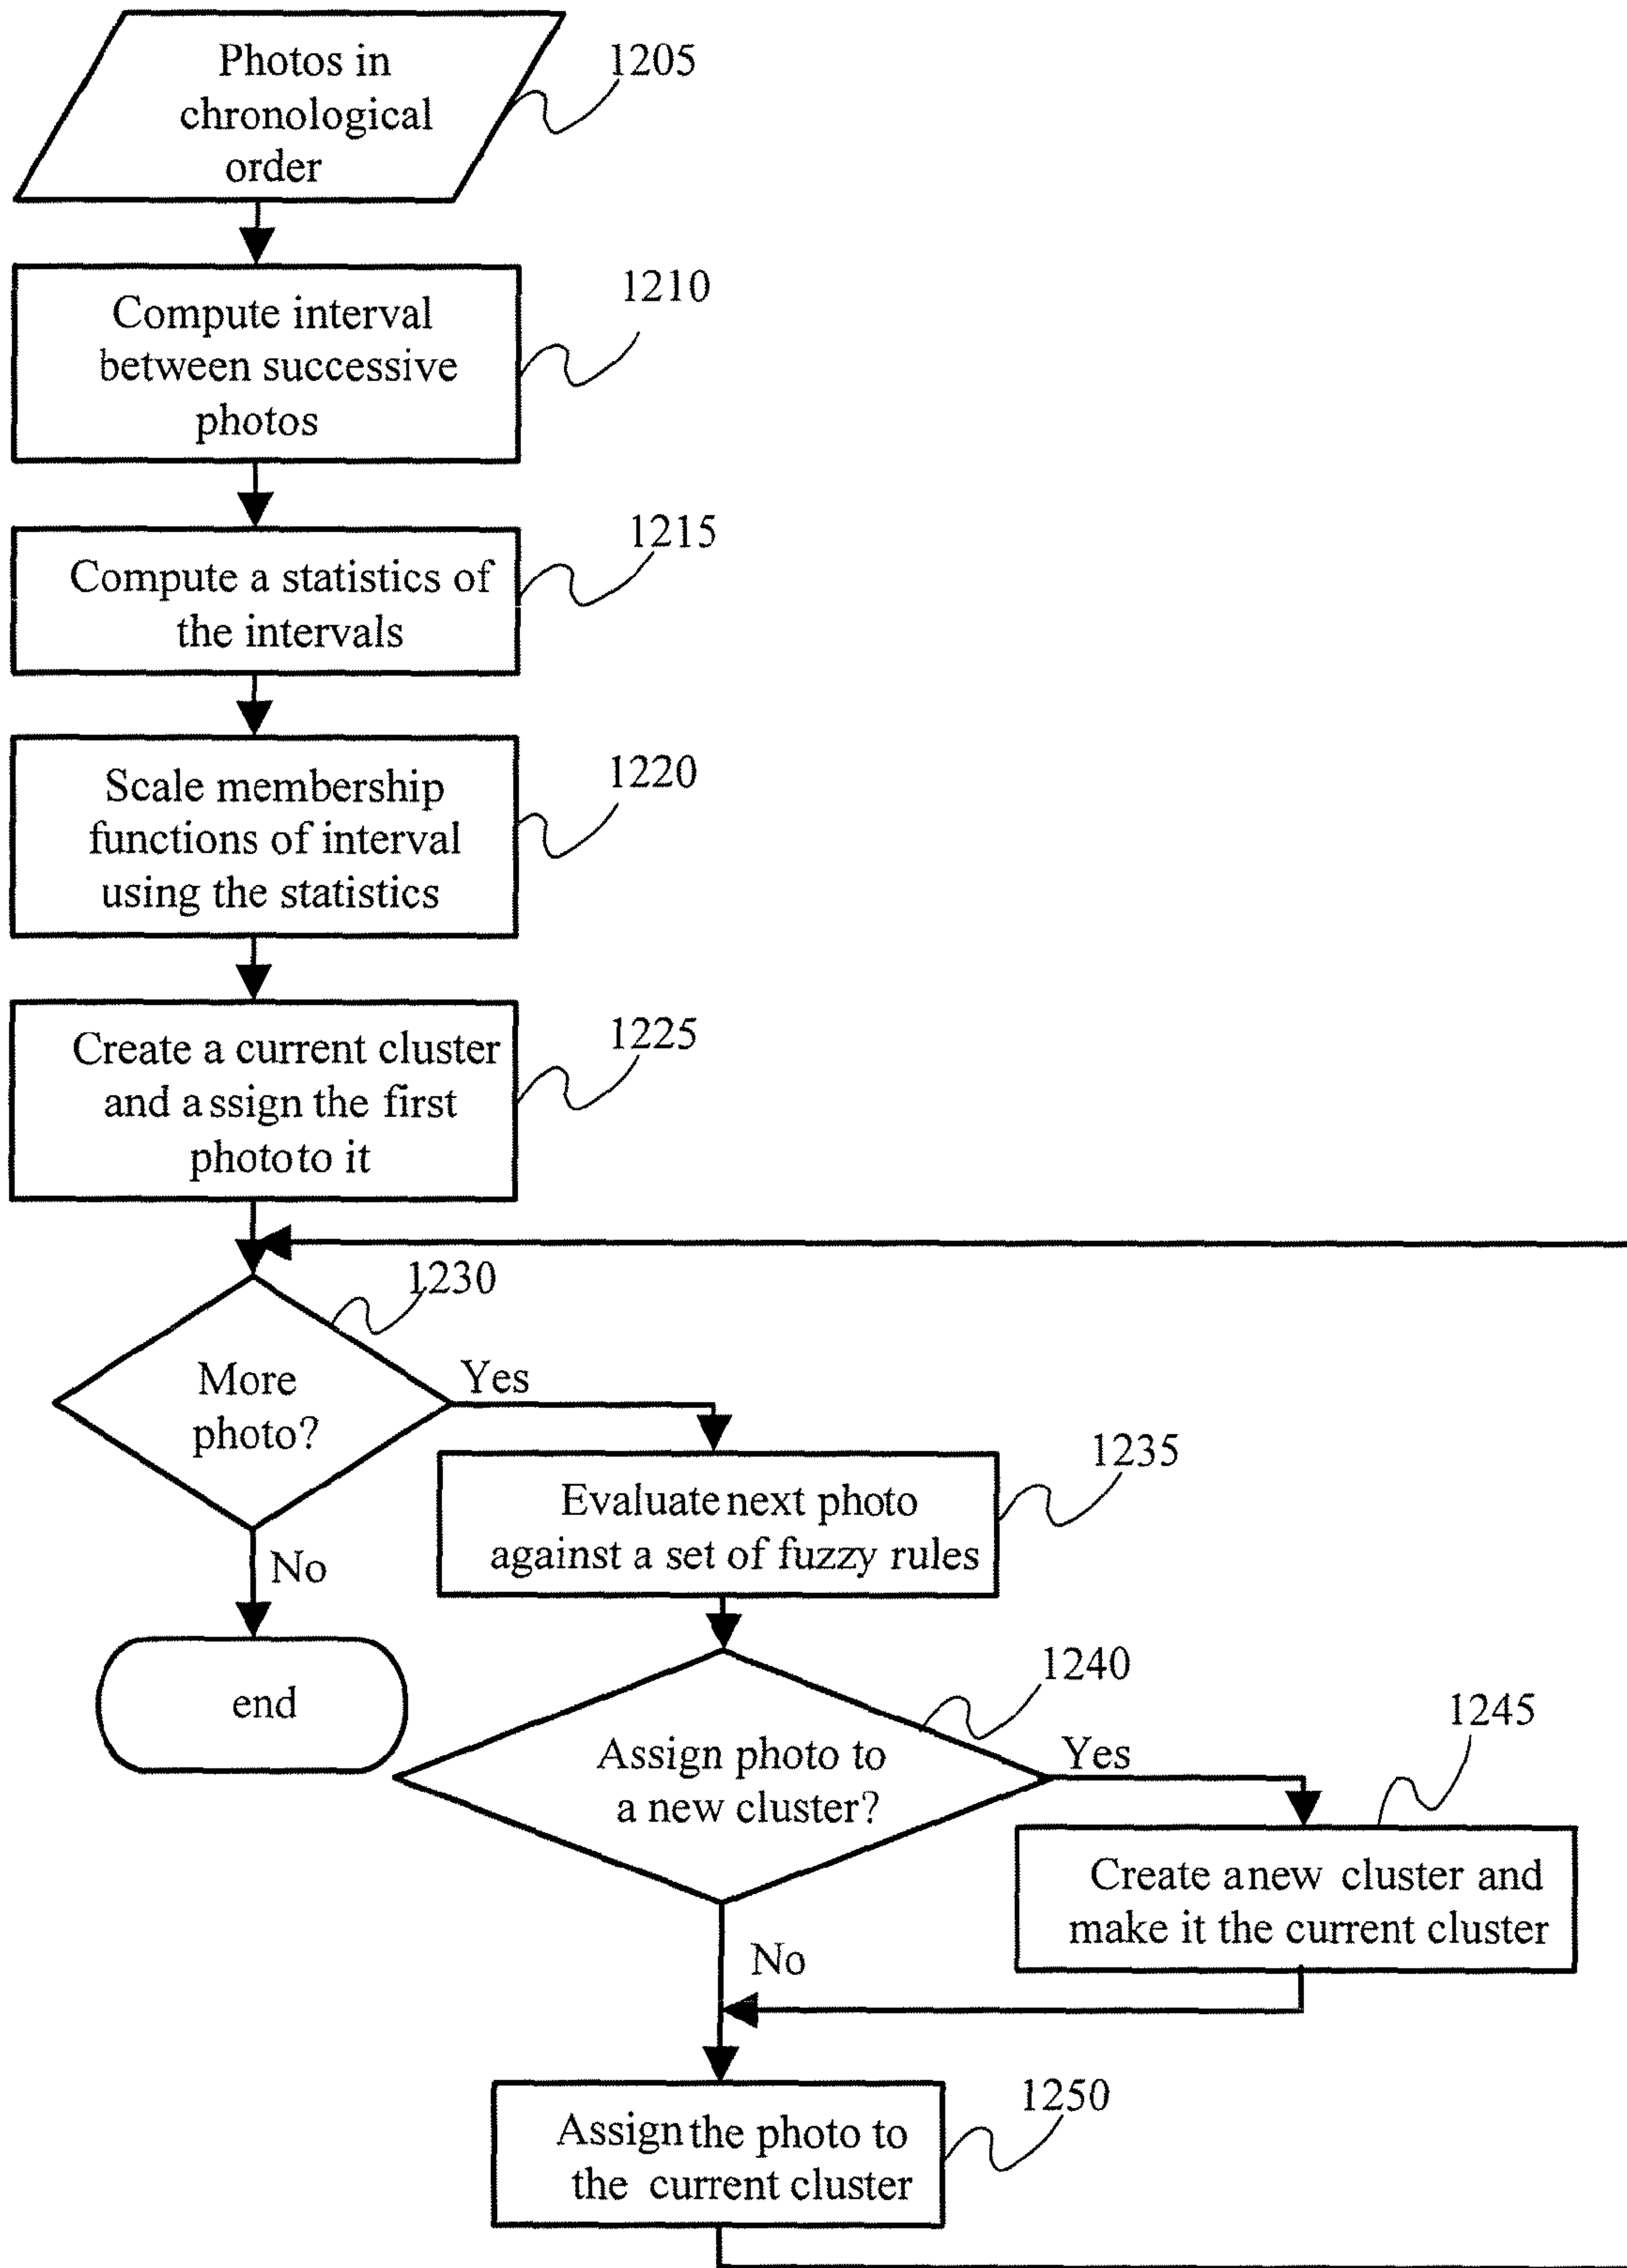 Photos in
chronological
order
1205
Compute interval
between successive
photos
1210
Compute a statistics of
the intervals
1215
Scale membership
functions of interval
using the statistics
1220
Create a current cluster
and assign the first
photo to it
1225
1230
More
photo?
Yes
No
end
1235
Evaluate next photo
against a set of fuzzy rules
1240
Assign photo to
a new cluster?
Yes
1245
Create a new cluster and
make it the current cluster
No
1250
Assign the photo to
the current cluster